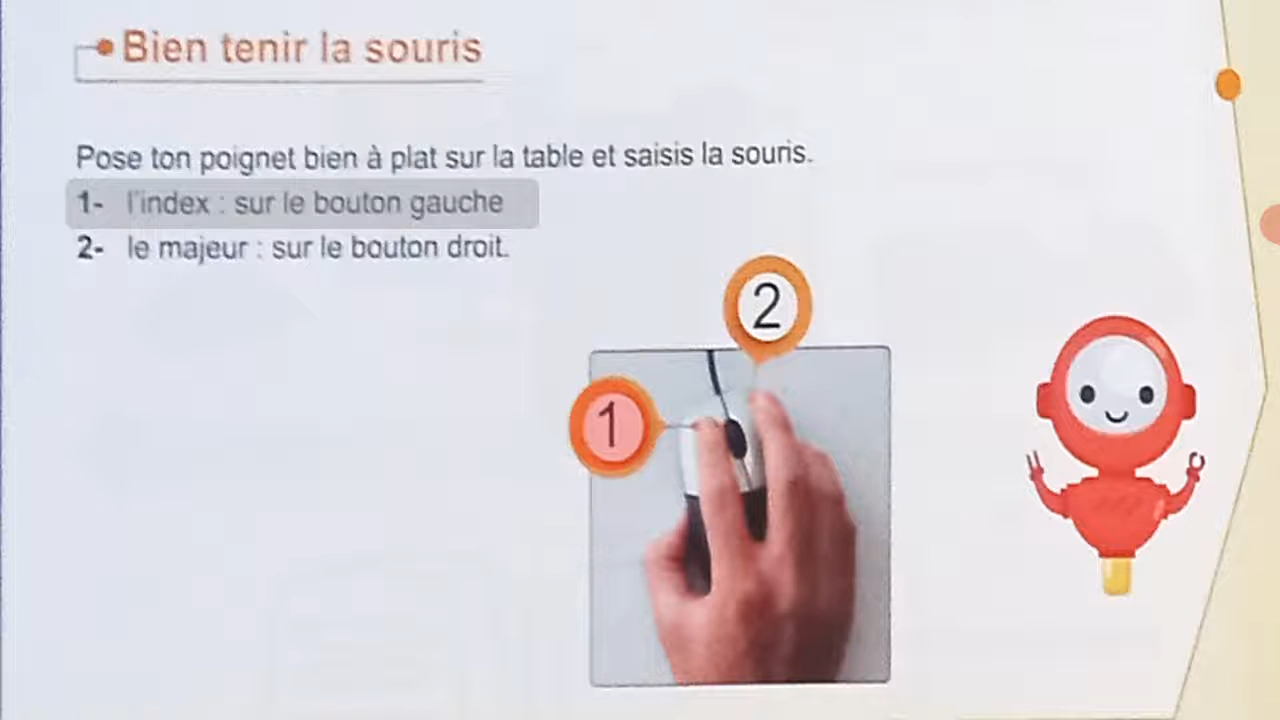 Bien tenir la souris
Pose ton poignet bien à plat sur la table et saisis la souris.
1- l'index : sur le bouton gauche
2- le majeur : sur le bouton droit.
2
1